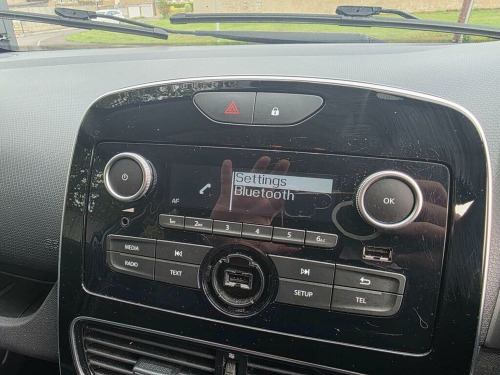 Settings
Bluetooth
AF
OK
1 2 3 4 5 6
MEDIA
RADIO
TEXT
SETUP
TEL